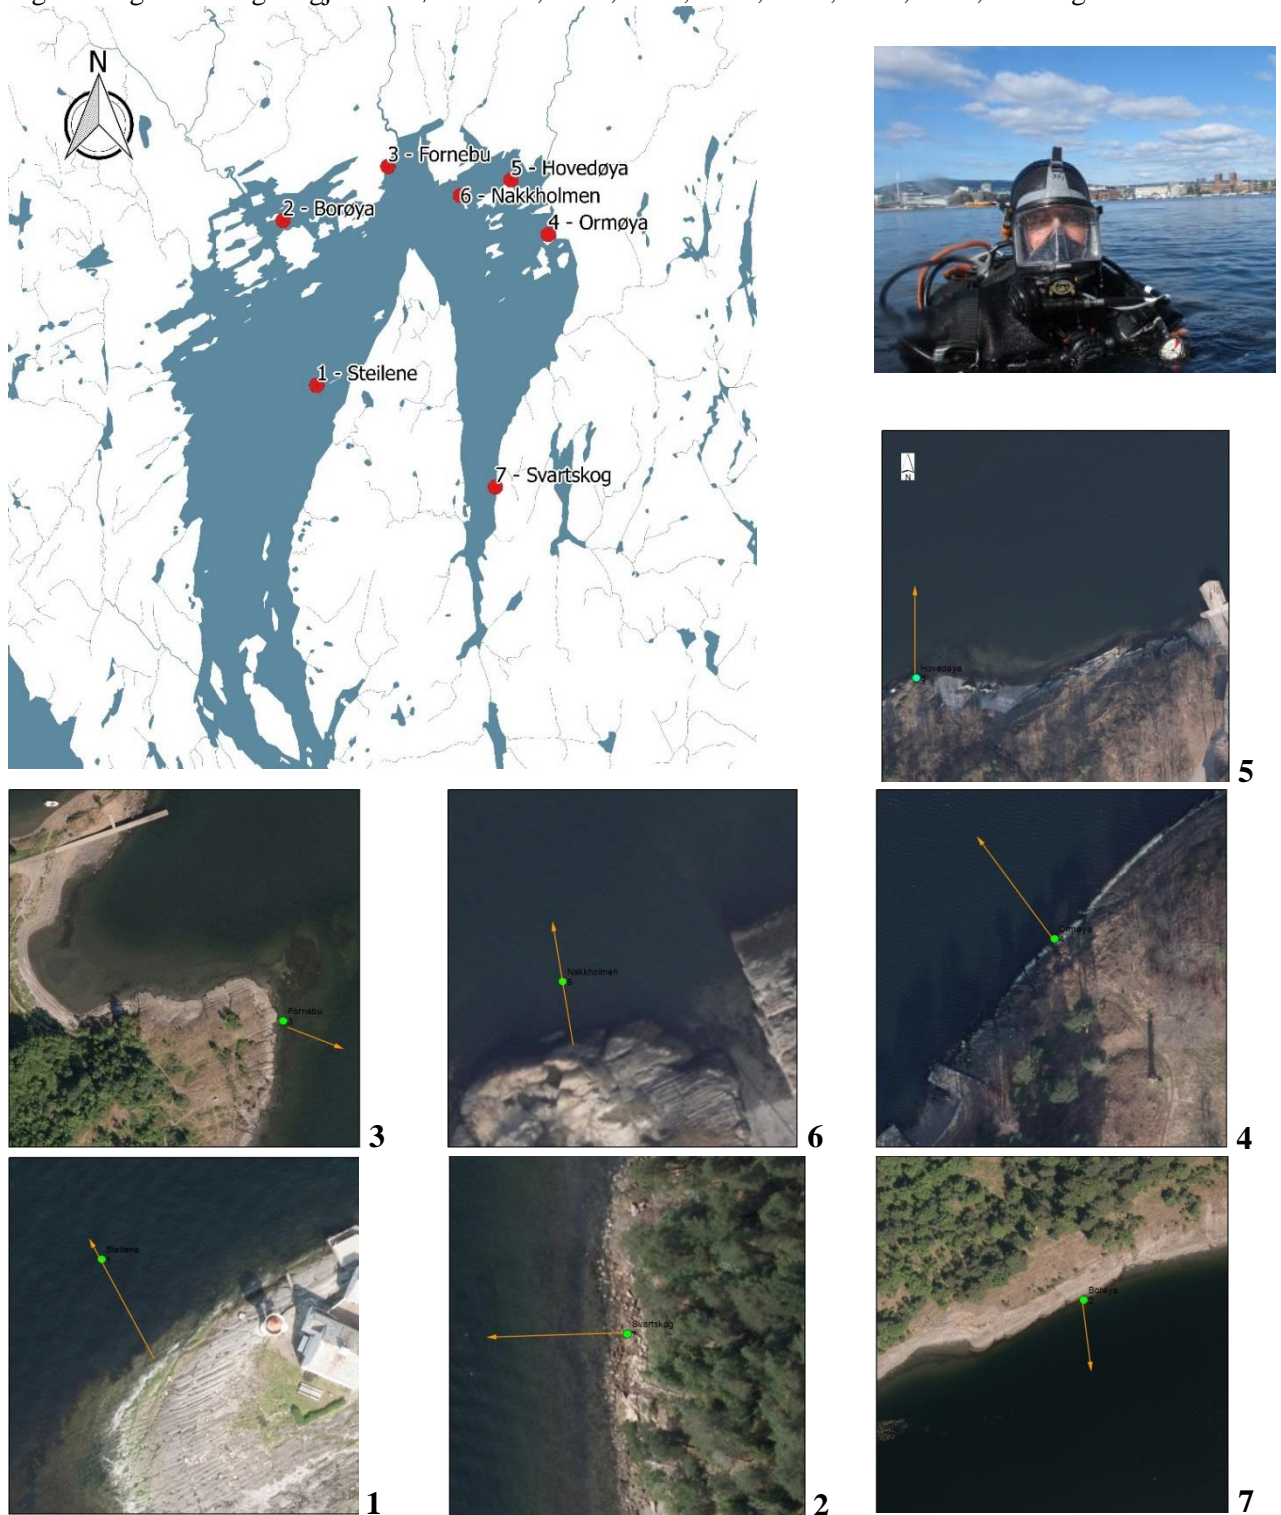 N
3 - Fornebu
5 - Hovedøya
6 - Nakkholmen
2 - Borøya
4 - Ormøya
1 - Steilene
7 - Svartskog
N
Hovedøya
5
Fornebu
3
Nakkholmen
6
Ormøya
4
Steilene
1
Svartskog
2
Borøya
7